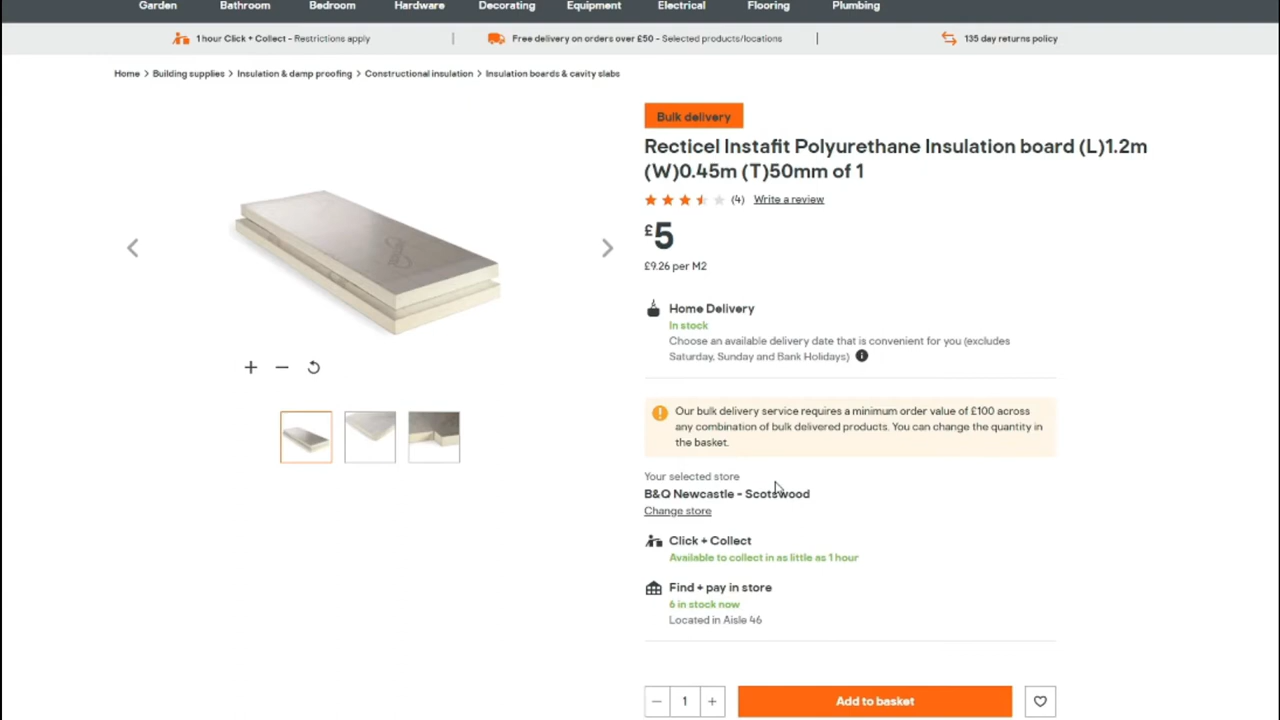 Garden Bathroom Bedroom Hardware Decorating Equipment Electrical Flooring Plumbing
1 hour Click + Collect - Restrictions apply | Free delivery on orders over £50 - Selected products/locations | 135 day returns policy
Home > Building supplies > Insulation & damp proofing > Constructional insulation > Insulation boards & cavity slabs
Bulk delivery
Recticel Instafit Polyurethane Insulation board (L)1.2m
(W)0.45m (T)50mm of 1
(4) Write a review
£5
£9.26 per M2
Home Delivery
In stock
Choose an available delivery date that is convenient for you (excludes
Saturday, Sunday and Bank Holidays)
Our bulk delivery service requires a minimum order value of £100 across
any combination of bulk delivered products. You can change the quantity in
the basket.
Your selected store
B&Q Newcastle - Scotswood
Change store
Click + Collect
Available to collect in as little as 1 hour
Find + pay in store
6 in stock now
Located in Aisle 46
− 1 + Add to basket